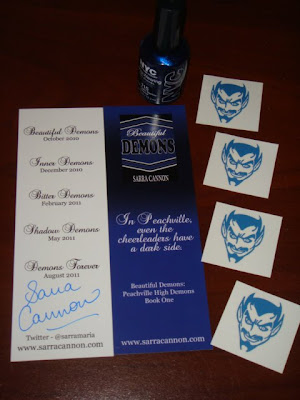 NYC
Beautiful Demons
October 2010
Inner Demons
December 2010
Bitter Demons
February 2011
Shadow Demons
May 2011
Demons Forever
August 2011
Sarra
Cannon
Twitter - @sarramaria
www.sarracannon.com
Beautiful
DEMONS
SARRA CANNON
In Peachville,
even the
cheerleaders have
a dark side.
Beautiful Demons:
Peachville High Demons
Book One
www.sarracannon.com